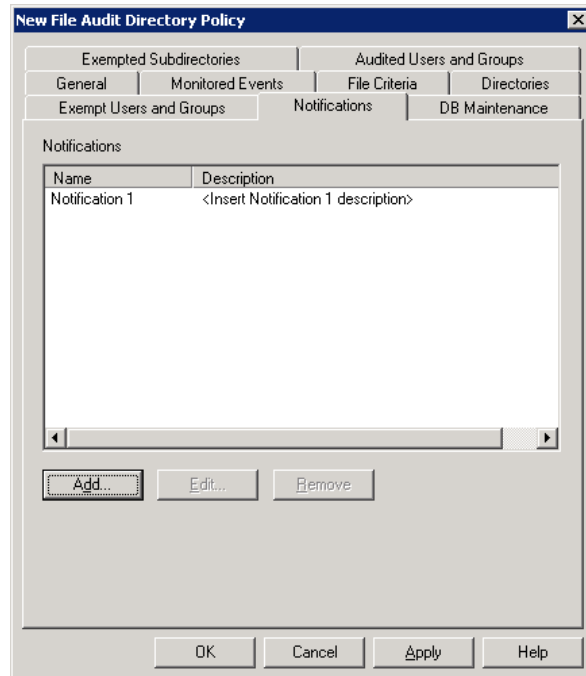 New File Audit Directory Policy
Exempted Subdirectories Audited Users and Groups
General Monitored Events File Criteria Directories
Exempt Users and Groups Notifications DB Maintenance
Notifications
Name Description
Notification 1 <Insert Notification 1 description>
Add... Edit... Remove
OK Cancel Apply Help